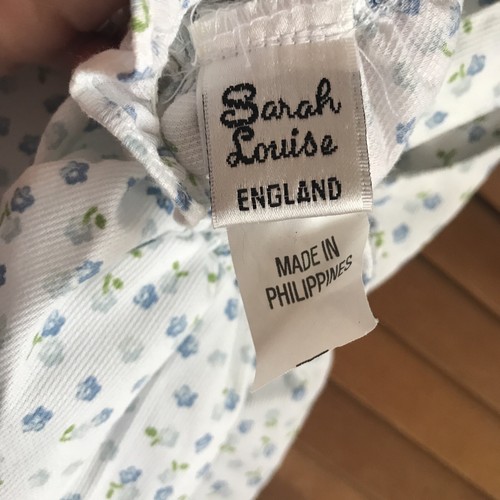 Sarah
Louise
ENGLAND
MADE IN
PHILIPPINES